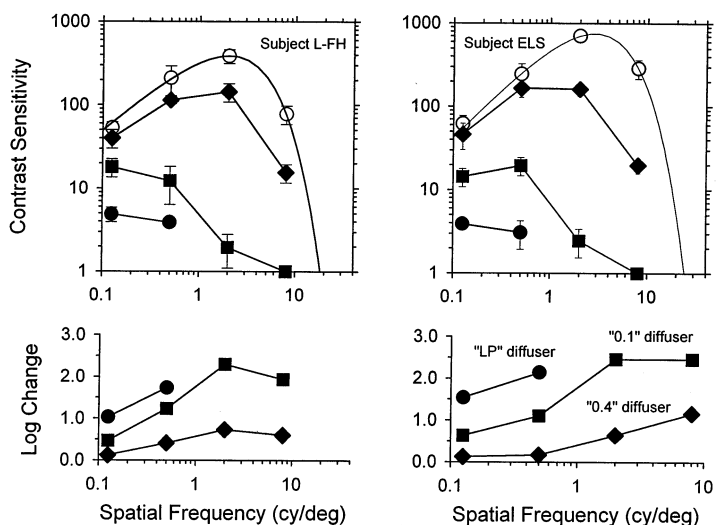 Contrast Sensitivity
1000
Subject L-FH
100
10
1
0.1 1 10
1000
Subject ELS
100
10
1
0.1 1 10
Log Change
3.0
2.0
1.0
0.0
0.1 1 10
Spatial Frequency (cy/deg)
3.0
"LP" diffuser
"0.1" diffuser
2.0
1.0
"0.4" diffuser
0.0
0.1 1 10
Spatial Frequency (cy/deg)